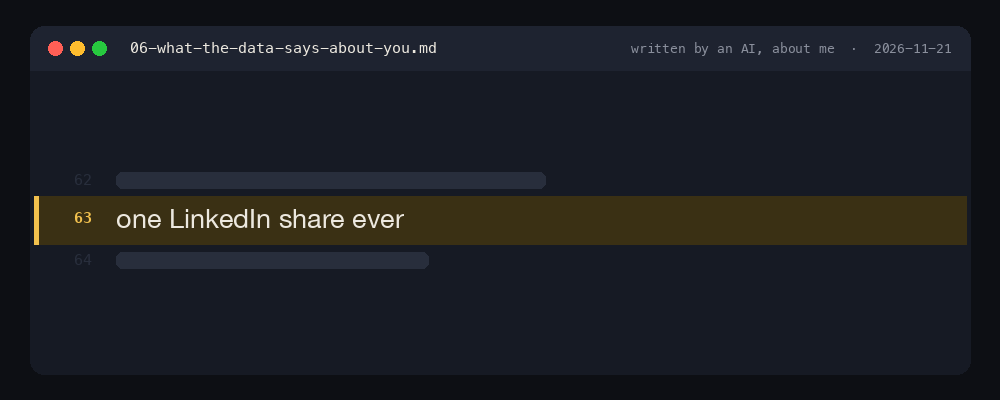 06-what-the-data-says-about-you.md
written by an AI, about me · 2026-11-21
62
63 one LinkedIn share ever
64